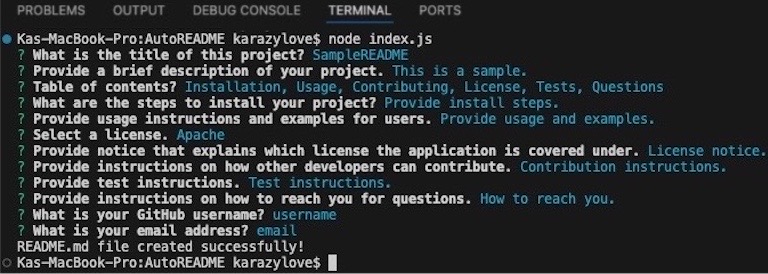 PROBLEMS OUTPUT DEBUG CONSOLE TERMINAL PORTS
Kas-MacBook-Pro:AutoREADME karazylove$ node index.js
? What is the title of this project? SampleREADME
? Provide a brief description of your project. This is a sample.
? Table of contents? Installation, Usage, Contributing, License, Tests, Questions
? What are the steps to install your project? Provide install steps.
? Provide usage instructions and examples for users. Provide usage and examples.
? Select a license. Apache
? Provide notice that explains which license the application is covered under. License notice.
? Provide instructions on how other developers can contribute. Contribution instructions.
? Provide test instructions. Test instructions.
? Provide instructions on how to reach you for questions. How to reach you.
? What is your GitHub username? username
? What is your email address? email
README.md file created successfully!
Kas-MacBook-Pro:AutoREADME karazylove$